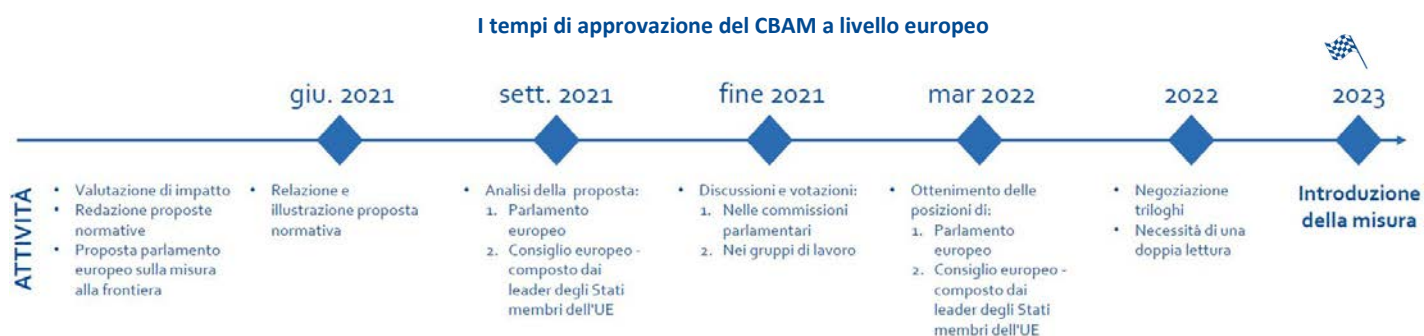 I tempi di approvazione del CBAM a livello europeo
giu. 2021
sett. 2021
fine 2021
mar 2022
2022
2023
ATTIVITÀ
• Valutazione di impatto
• Redazione proposte
normative
• Proposta parlamento
europeo sulla misura
alla frontiera
• Relazione e
illustrazione proposta
normativa
• Analisi della proposta:
1. Parlamento
europeo
2. Consiglio europeo -
composto dai
leader degli Stati
membri dell'UE
• Discussioni e votazioni:
1. Nelle commissioni
parlamentari
2. Nei gruppi di lavoro
• Ottenimento delle
posizioni di:
1. Parlamento
europeo
2. Consiglio europeo -
composto dai
leader degli Stati
membri dell'UE
• Negoziazione
triloghi
• Necessità di una
doppia lettura
Introduzione
della misura